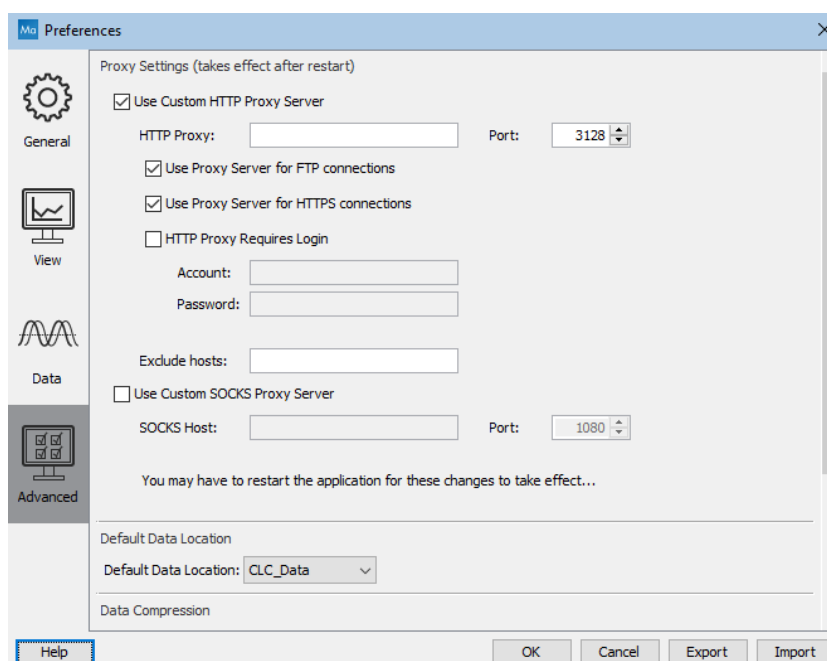 Ma Preferences
General
View
Data
Advanced
Proxy Settings (takes effect after restart)
Use Custom HTTP Proxy Server
HTTP Proxy: Port: 3128
Use Proxy Server for FTP connections
Use Proxy Server for HTTPS connections
HTTP Proxy Requires Login
Account:
Password:
Exclude hosts:
Use Custom SOCKS Proxy Server
SOCKS Host: Port: 1080
You may have to restart the application for these changes to take effect...
Default Data Location
Default Data Location: CLC_Data
Data Compression
Help OK Cancel Export Import